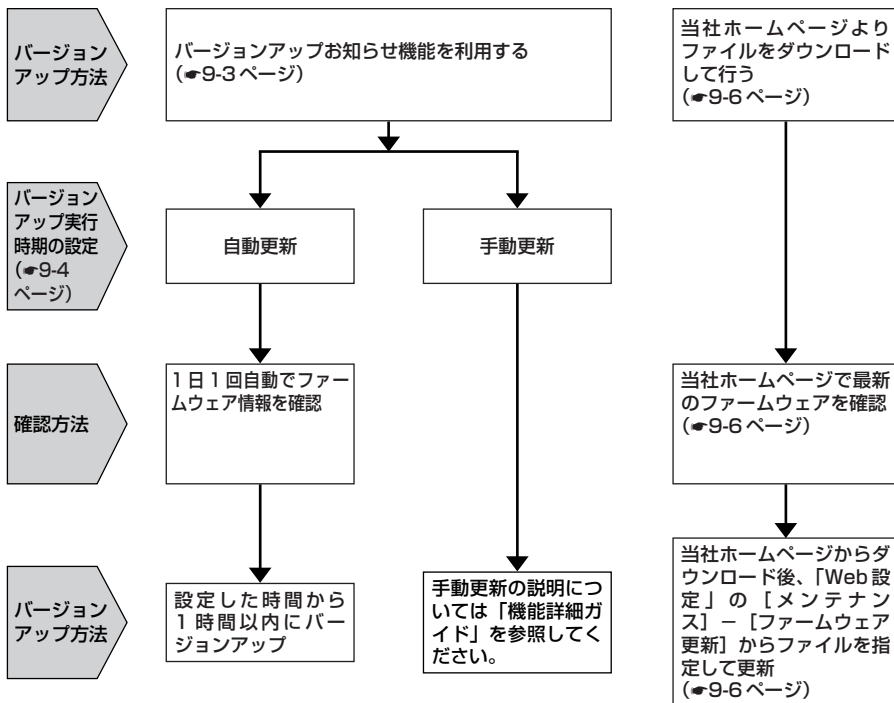 バージョン
アップ方法
バージョンアップお知らせ機能を利用する
(☛9-3ページ)
当社ホームページより
ファイルをダウンロード
して行う
(☛9-6ページ)
バージョン
アップ実行
時期の設定
(☛9-4
ページ)
自動更新
手動更新
確認方法
1日1回自動でファー
ムウェア情報を確認
当社ホームページで最新
のファームウェアを確認
(☛9-6ページ)
バージョン
アップ方法
設定した時間から
1時間以内にバー
ジョンアップ
手動更新の説明につ
いては「機能詳細ガ
イド」を参照してく
ださい。
当社ホームページからダ
ウンロード後、「Web設
定」の[メンテナン
ス]-[ファームウェア
更新]からファイルを指
定して更新
(☛9-6ページ)